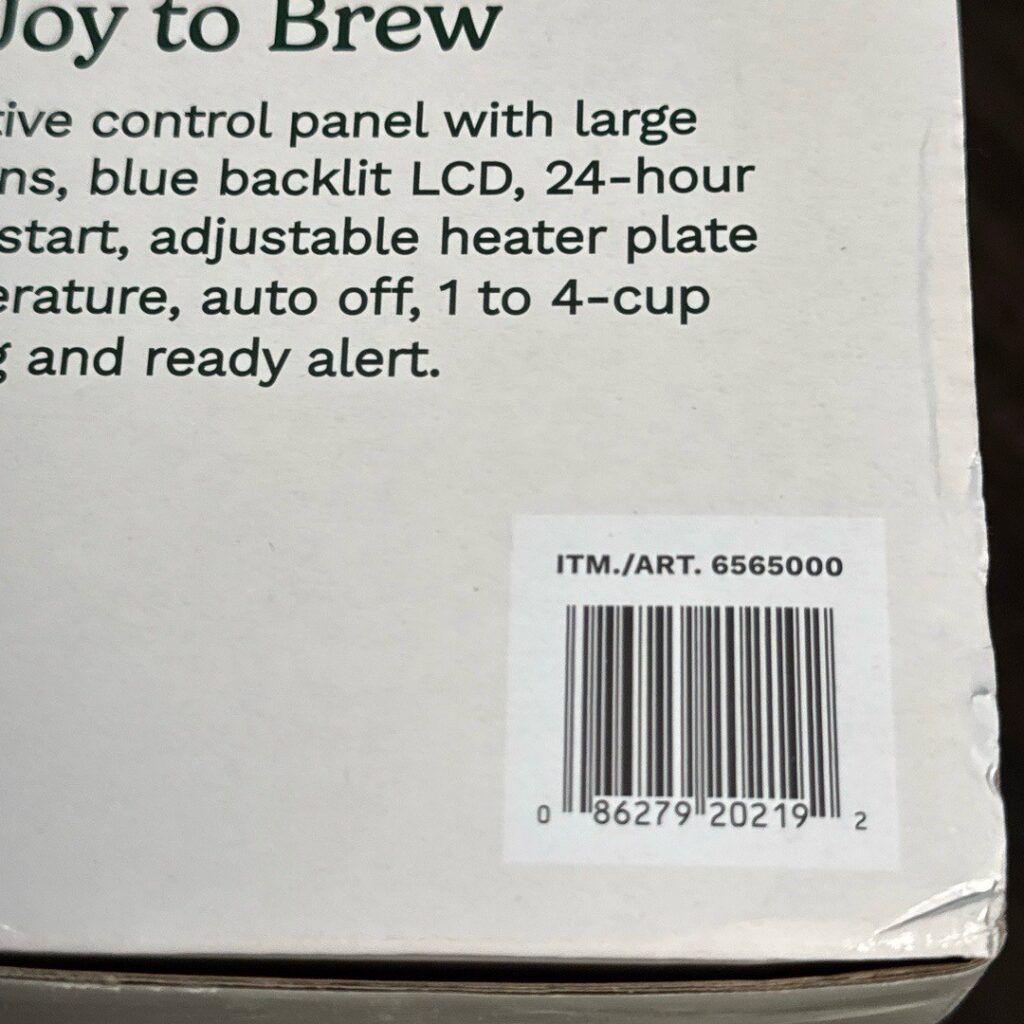 Joy to Brew
tive control panel with large
ns, blue backlit LCD, 24-hour
start, adjustable heater plate
erature, auto off, 1 to 4-cup
g and ready alert.
ITM./ART. 6565000
0 86279 20219 2